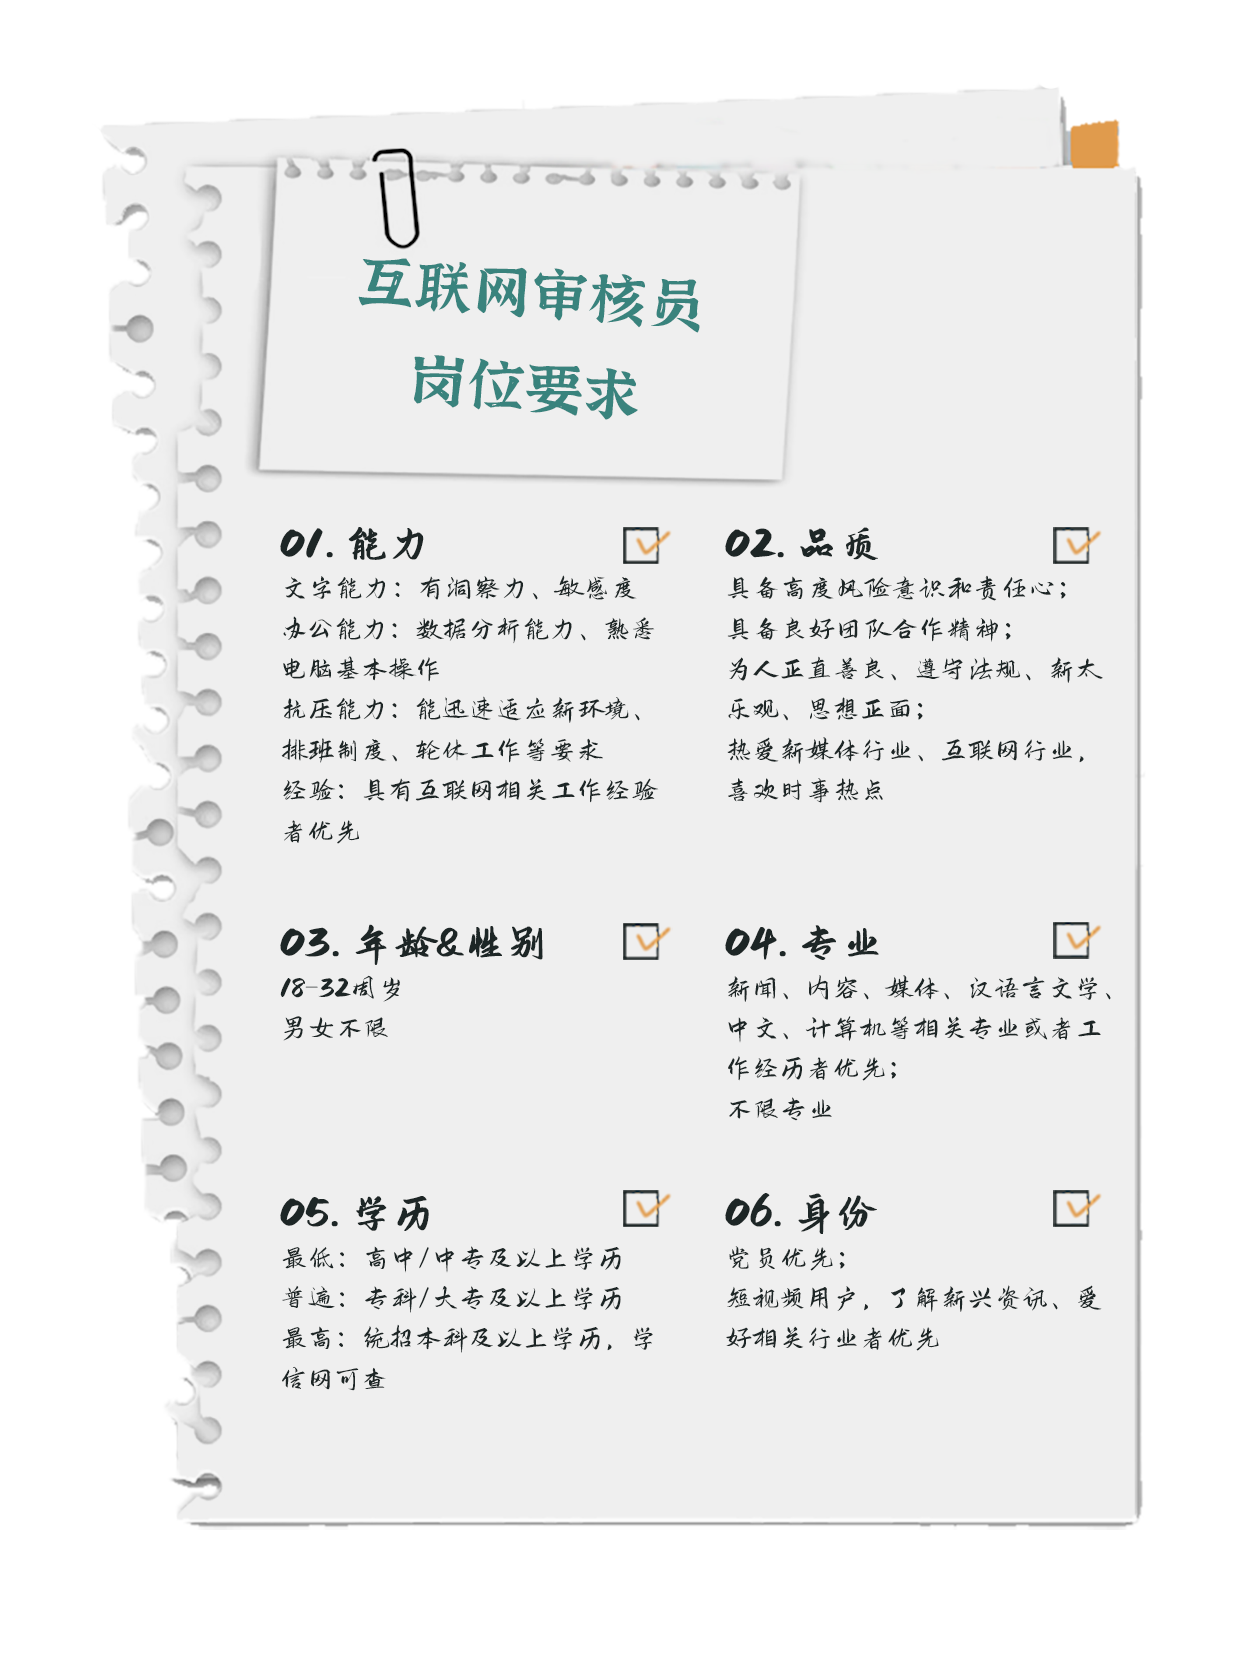 互联网审核员
岗位要求
01. 能力
文字能力：有洞察力、敏感度
办公能力：数据分析能力、熟悉
电脑基本操作
抗压能力：能迅速适应新环境、
排班制度、轮休工作等要求
经验：具有互联网相关工作经验
者优先
02. 品质
具备高度风险意识和责任心；
具备良好团队合作精神；
为人正直善良、遵守法规、新太
乐观、思想正面；
热爱新媒体行业、互联网行业，
喜欢时事热点
03. 年龄&性别
18-32周岁
男女不限
04. 专业
新闻、内容、媒体、汉语言文学、
中文、计算机等相关专业或者工
作经历者优先；
不限专业
05. 学历
最低：高中/中专及以上学历
普遍：专科/大专及以上学历
最高：统招本科及以上学历，学
信网可查
06. 身份
党员优先；
短视频用户，了解新兴资讯、爱
好相关行业者优先